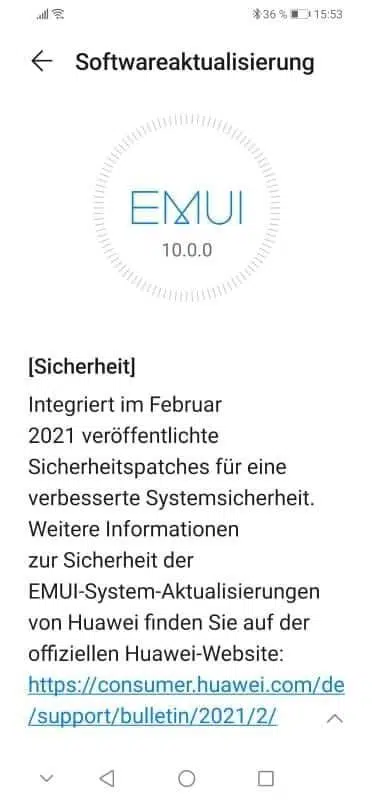 36 % 15:53
Softwareaktualisierung
EMUI
10.0.0
[Sicherheit]
Integriert im Februar
2021 veröffentlichte
Sicherheitspatches für eine
verbesserte Systemsicherheit.
Weitere Informationen
zur Sicherheit der
EMUI-System-Aktualisierungen
von Huawei finden Sie auf der
offiziellen Huawei-Website:
https://consumer.huawei.com/de
/support/bulletin/2021/2/